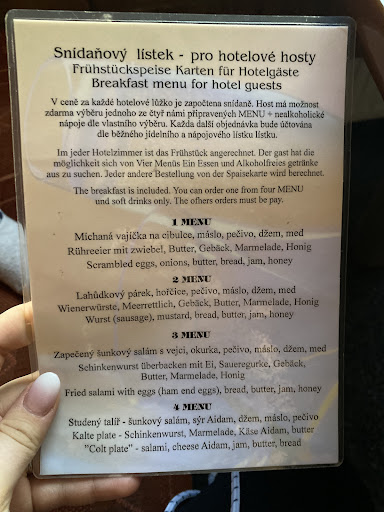 Snídaňový lístek - pro hotelové hosty
Frühstückspeise Karten für Hotelgäste
Breakfast menu for hotel guests
V ceně za každé hotelové lůžko je započtena snídaně. Host má možnost
zdarma výběru jednoho ze čtyř námi připravených MENU + nealkoholické
nápoje dle vlastního výběru. Každa další objednávka bude účtována
dle běžného jídelního a nápojového lístku lístku.
Im jeder Hotelzimmer ist das Frühstück angerechnet. Der gast hat die
möglichkeit sich von Vier Menüs Ein Essen und Alkoholfreies getränke
aus zu suchen. Jeder andere Bestellung von der Spaisekarte wird berechnet.
The breakfast is included. You can order one from four MENU
und soft drinks only. The ohers orders must be pay.
1 MENU
Míchaná vajíčka na cibulce, máslo, pečivo, džem, med
Rühreeier mit zwiebel, Butter, Gebäck, Marmelade, Honig
Scrambled eggs, onions, butter, bread, jam, honey
2 MENU
Lahůdkový párek, hořčice, pečivo, máslo, džem, med
Wienerwürste, Meerrettlich, Gebäck, Butter, Marmelade, Honig
Wurst (sausage), mustard, bread, butter, jam, honey
3 MENU
Zapečený šunkový salám s vejci, okurka, pečivo, máslo, džem, med
Schinkenwurst überbacken mit Ei, Saueregurke, Gebäck,
Butter, Marmelade, Honig
Fried salami with eggs (ham end eggs), bread, butter, jam, honey
4 MENU
Studený talíř - šunkový salám, sýr Aidam, džem, máslo, pečivo
Kalte plate - Schinkenwurst, Marmelade, Käse Aidam, butter
"Colt plate" - salami, cheese Aidam, jam, butter, bread